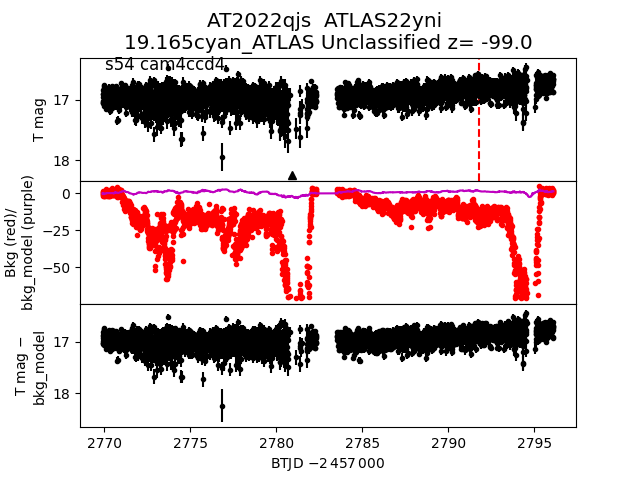 AT2022qjs  ATLAS22yni
19.165cyan_ATLAS Unclassified z= -99.0
s54 cam4ccd4
T mag
17
18
Bkg (red)/
bkg_model (purple)
0
−25
−50
T mag −
bkg_model
17
18
2770 2775 2780 2785 2790 2795
BTJD −2 457 000